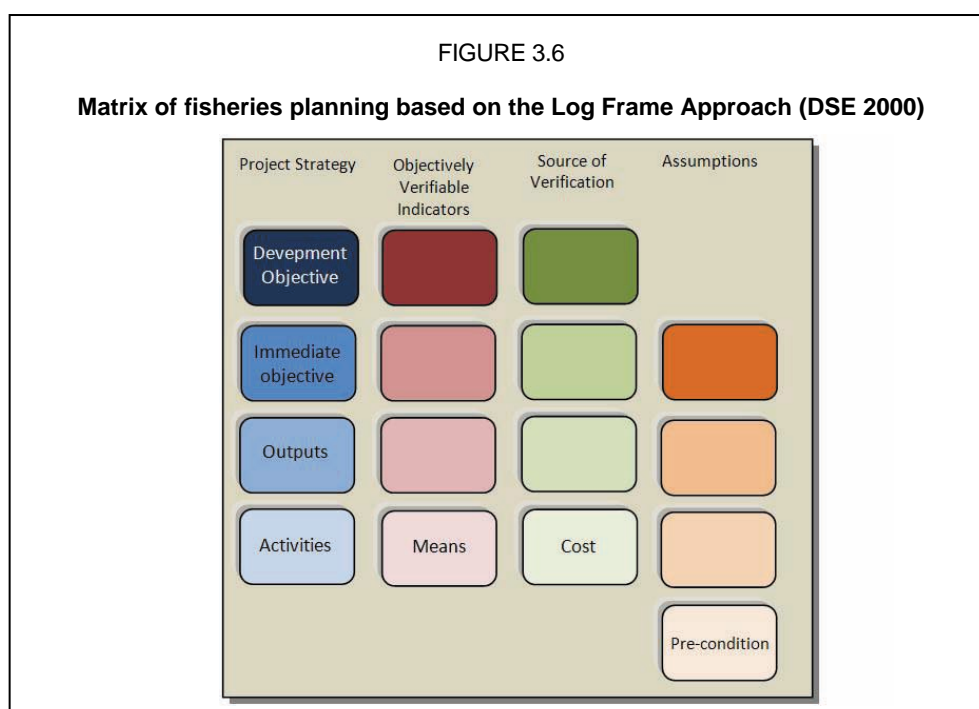 FIGURE 3.6
Matrix of fisheries planning based on the Log Frame Approach (DSE 2000)
Project Strategy
Objectively
Verifiable
Indicators
Source of
Verification
Assumptions
Devepment
Objective
Immediate
objective
Outputs
Activities
Means
Cost
Pre-condition